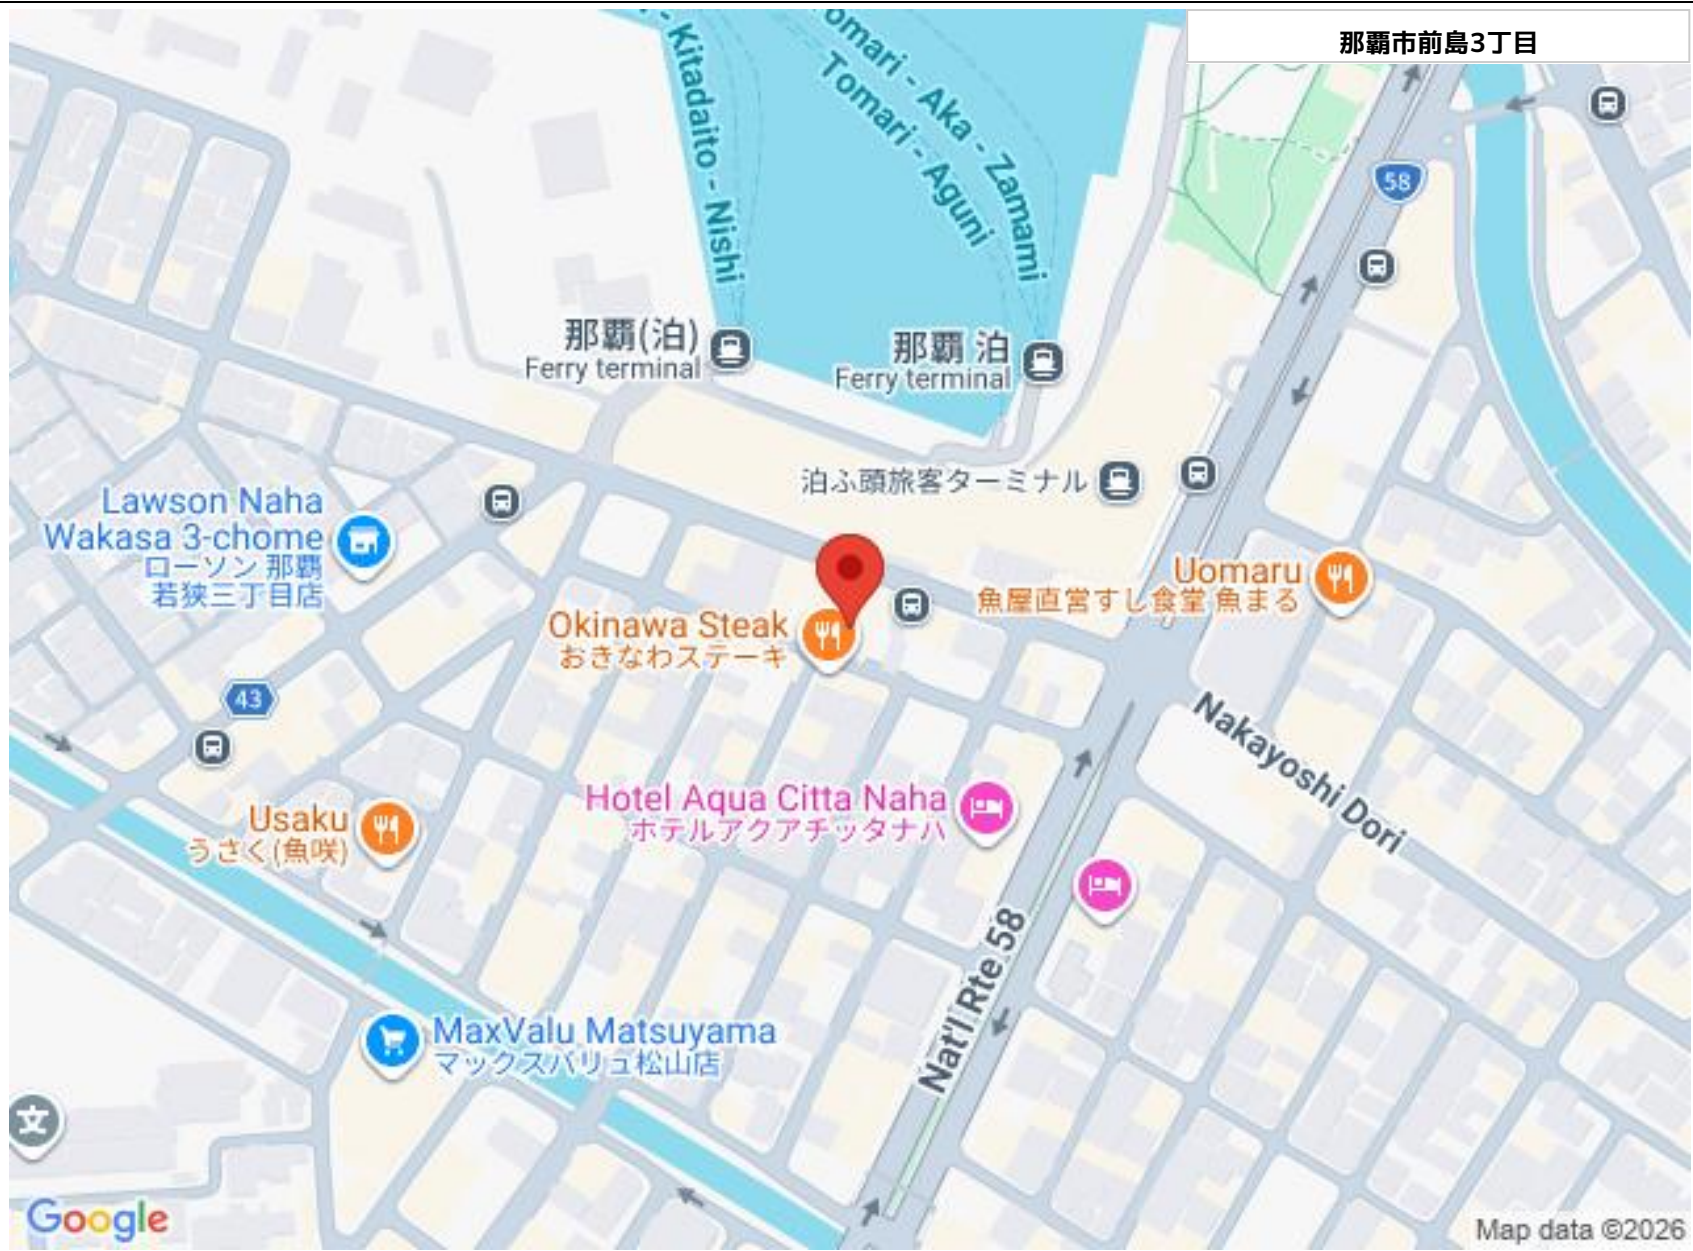 那覇市前島3丁目
Kitadaito - Nishi
Tomari - Aka - Zamami
Tomari - Aguni
58
那覇(泊)
Ferry terminal
那覇 泊
Ferry terminal
泊ふ頭旅客ターミナル
Lawson Naha
Wakasa 3-chome
ローソン 那覇
若狭三丁目店
Uomaru
魚屋直営すし食堂 魚まる
Okinawa Steak
おきなわステーキ
43
Nakayoshi Dori
Hotel Aqua Citta Naha
ホテルアクアチッタナハ
Usaku
うさく(魚咲)
Nat'l Rte 58
MaxValu Matsuyama
マックスバリュ松山店
文
Google
Map data ©2026